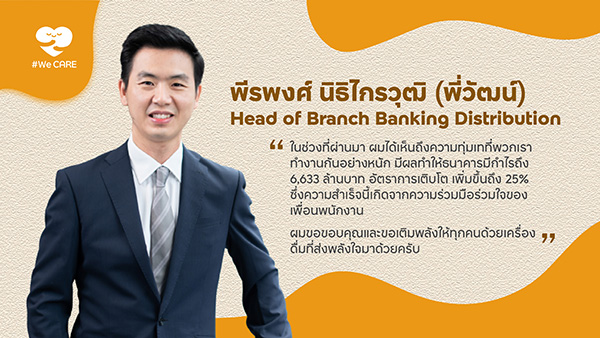 #We CARE
พีรพงศ์ นิธิไกรวุฒิ (พี่วัฒน์)
Head of Branch Banking Distribution
“ ในช่วงที่ผ่านมา ผมได้เห็นถึงความทุ่มเทที่พวกเรา
ทำงานกันอย่างหนัก มีผลทำให้ธนาคารมีกำไรถึง
6,633 ล้านบาท อัตราการเติบโต เพิ่มขึ้นถึง 25%
ซึ่งความสำเร็จนี้เกิดจากความร่วมมือร่วมใจของ
เพื่อนพนักงาน
ผมขอขอบคุณและขอเติมพลังให้ทุกคนด้วยเครื่อง
ดื่มที่ส่งพลังใจมาด้วยครับ ”